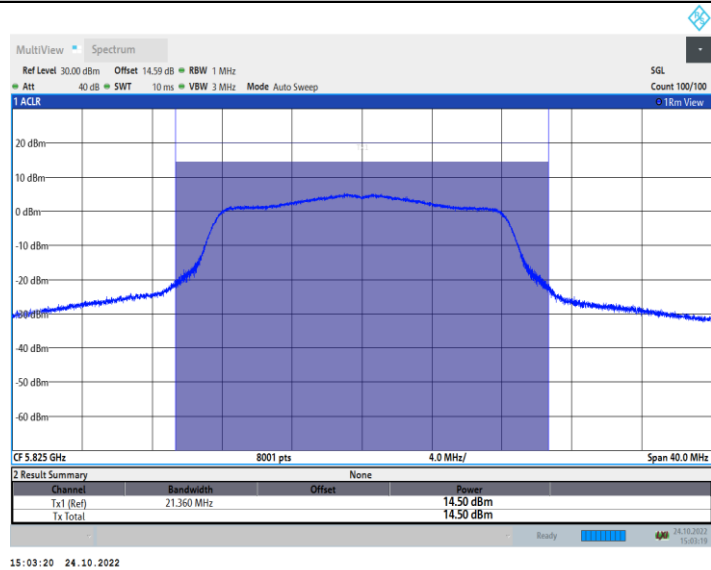 R S
MultiView Spectrum
Ref Level 30.00 dBm Offset 14.59 dB RBW 1 MHz SGL
Att 40 dB SWT 10 ms VBW 3 MHz Mode Auto Sweep Count 100/100
1 ACLR 1Rm View
20 dBm
10 dBm
0 dBm
-10 dBm
-20 dBm
-30 dBm
-40 dBm
-50 dBm
-60 dBm
CF 5.825 GHz 8001 pts 4.0 MHz/ Span 40.0 MHz
2 Result Summary None
Channel Bandwidth Offset Power
Tx1 (Ref) 21.360 MHz 14.50 dBm
Tx Total 14.50 dBm
Ready 24.10.2022
15:03:19
15:03:20 24.10.2022